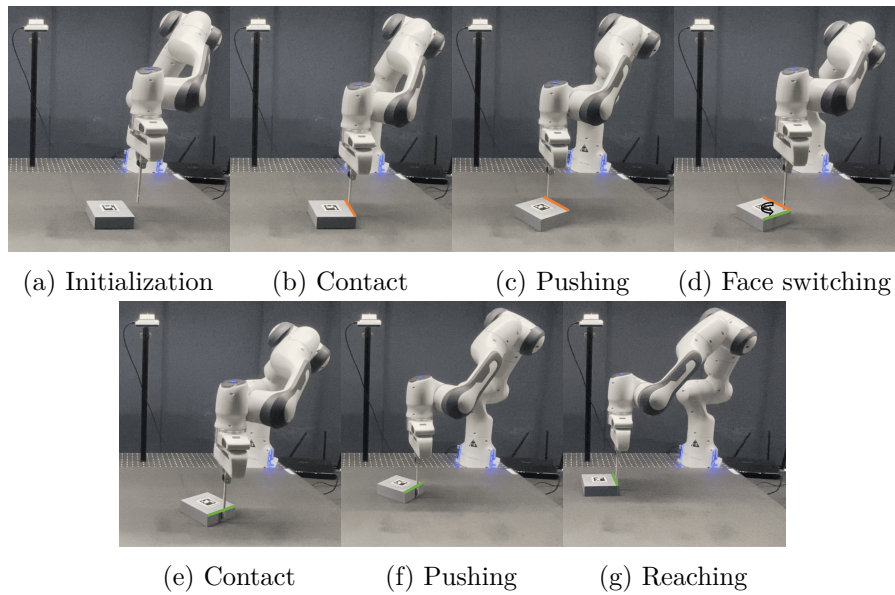 (a) Initialization (b) Contact (c) Pushing (d) Face switching
(e) Contact (f) Pushing (g) Reaching